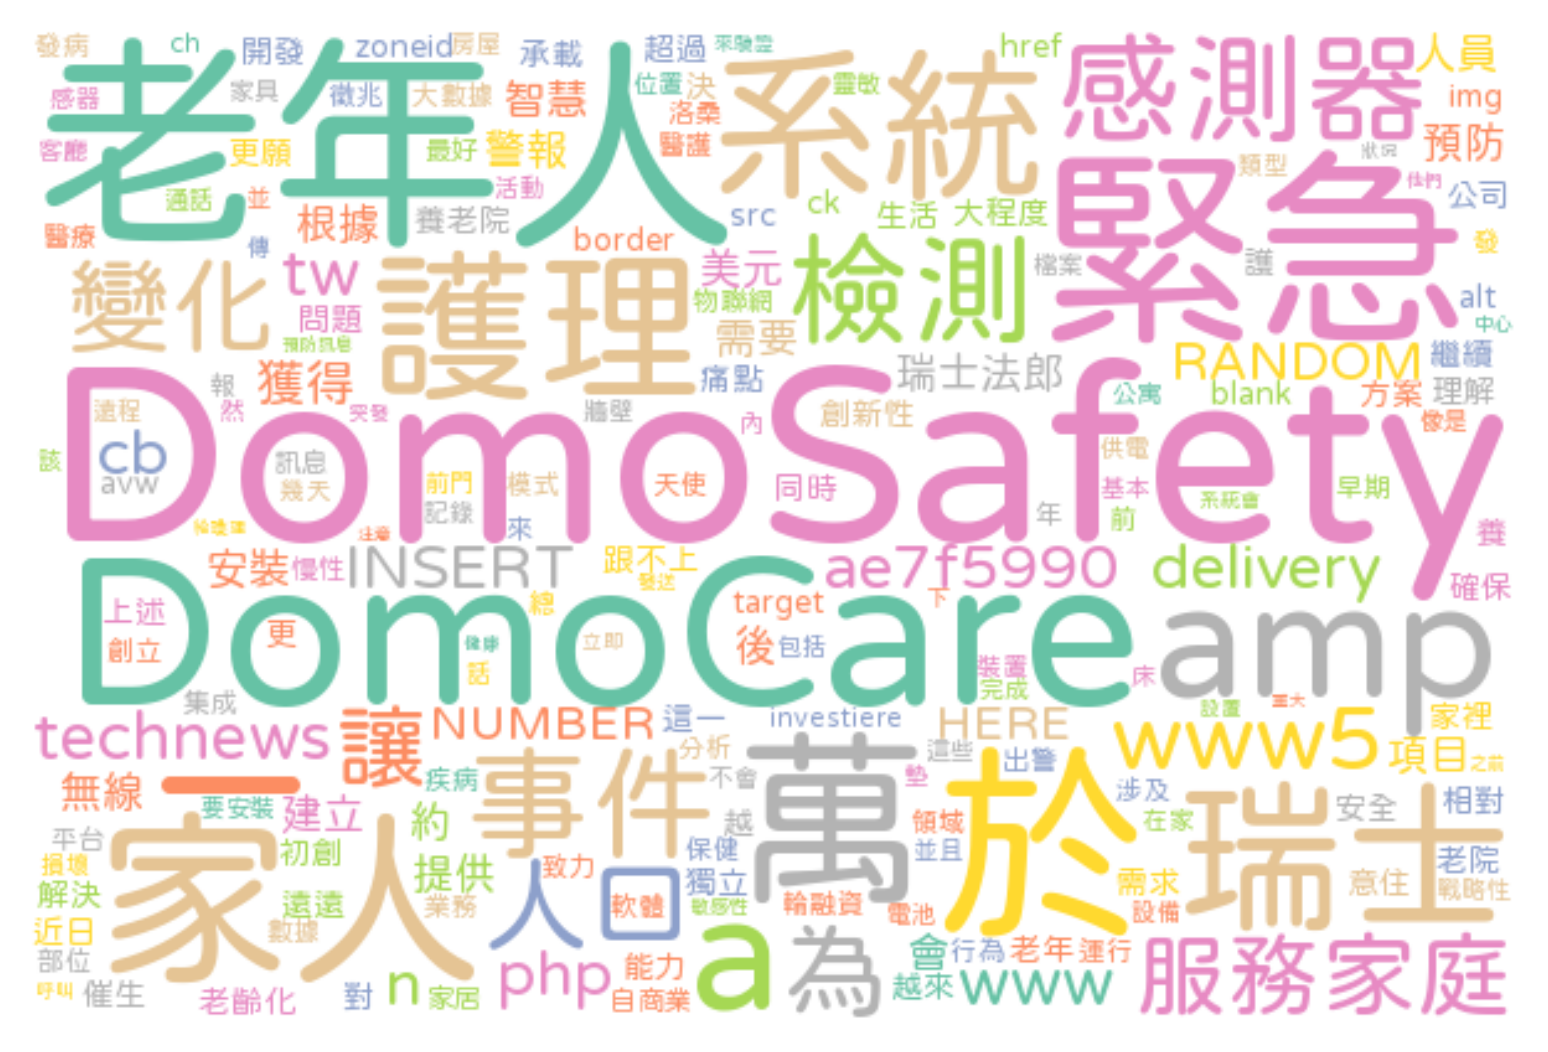 發病 ch 開發 zoneid 房屋 承載 超過 來驗證 href 人員
老年人 系統 感測器
感器 家具 徵兆 大數據 智慧 位置 決 靈敏 洛桑 img
客廳 更願 最好 警報 醫護 狀況 預防
通話 並 活動 緊急 類型 他們 公司
醫療 傳 根據 養老院 border src ck 生活 大程度 發
變化 tw 護理 美元 檢測 檔案 護 alt
問題 物聯網 中心
預防訊息 需要 RANDOM 繼續
報 獲得 痛點 瑞士法郎 公寓 blank 方案 理解
遠程 然 突發 牆壁 內 創新性 像是
DomoSafety
該 cb 訊息 供電
avw 幾天 前門 模式 天使 同時 基本 系統會 早期
記錄 來 年 前 養
注意
安裝 慢性 INSERT 跟不上 ae7f5990 delivery 確保
發送
上述 總 target 下
DomoCare amp
創立 更 健康 立即 後 包括
話 裝置 床
集成 完成 設置 重大
technews 讓 NUMBER 這一 investiere HERE www5 家裡
分析 這些 出警 項目 之前
無線 一 疾病 事件 不會 萬 墊 於 涉及 瑞士
要安裝 建立 約 越 領域 在家 安全 相對
平台 初創 保健 並且
損壞 家人 提供 致力 老院
解決 遠遠 人口 獨立 需求 意住 戰略性
業務 軟體 敏感性 輪融資 電池 設備
近日 數據 a 為 會 行為 老年 運行 服務家庭
部位 php 能力
呼叫 催生 老齡化 對 n 家居 自商業 越來 www